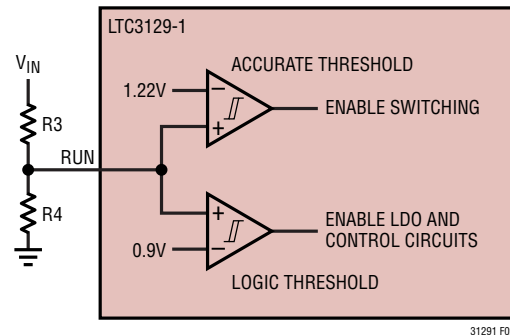 LTC3129-1
V_IN
R3
RUN
R4
1.22V
−
+
ACCURATE THRESHOLD
ENABLE SWITCHING
+
−
0.9V
ENABLE LDO AND
CONTROL CIRCUITS
LOGIC THRESHOLD
31291 F0